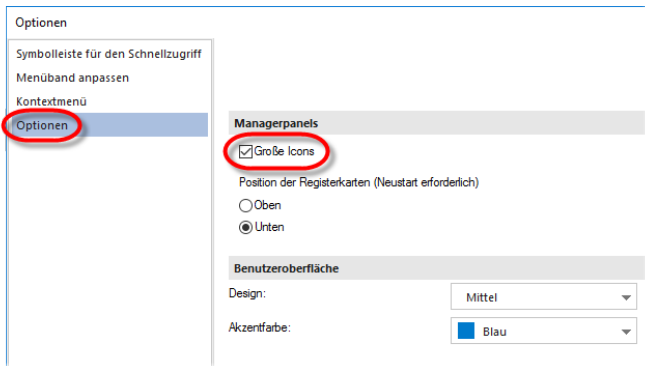 Optionen
Symbolleiste für den Schnellzugriff
Menüband anpassen
Kontextmenü
Optionen
Managerpanels
Große Icons
Position der Registerkarten (Neustart erforderlich)
Oben
Unten
Benutzeroberfläche
Design: Mittel
Akzentfarbe: Blau